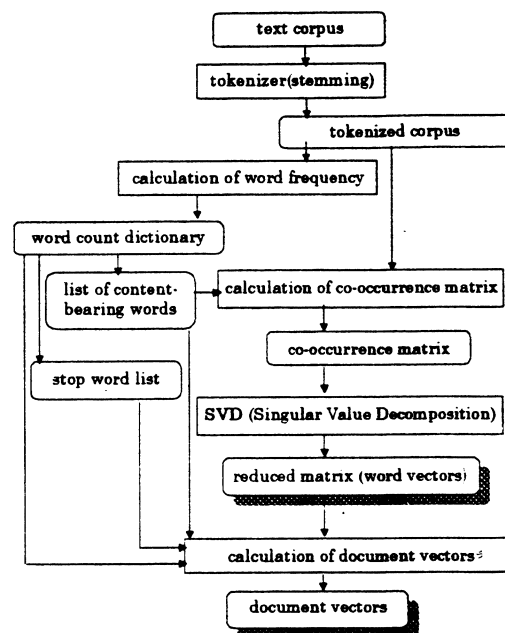 text corpus
tokenizer(stemming)
tokenized corpus
calculation of word frequency
word count dictionary
list of content-
bearing words
calculation of co-occurrence matrix
co-occurrence matrix
stop word list
SVD (Singular Value Decomposition)
reduced matrix (word vectors)
calculation of document vectors
document vectors